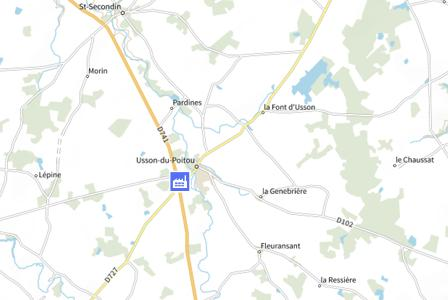 St-Secondin
Morin
Pardines
la Font d'Usson
D741
Usson-du-Poitou
le Chaussat
Lépine
la Genebrière
D102
Fleuransant
D727
la Ressière